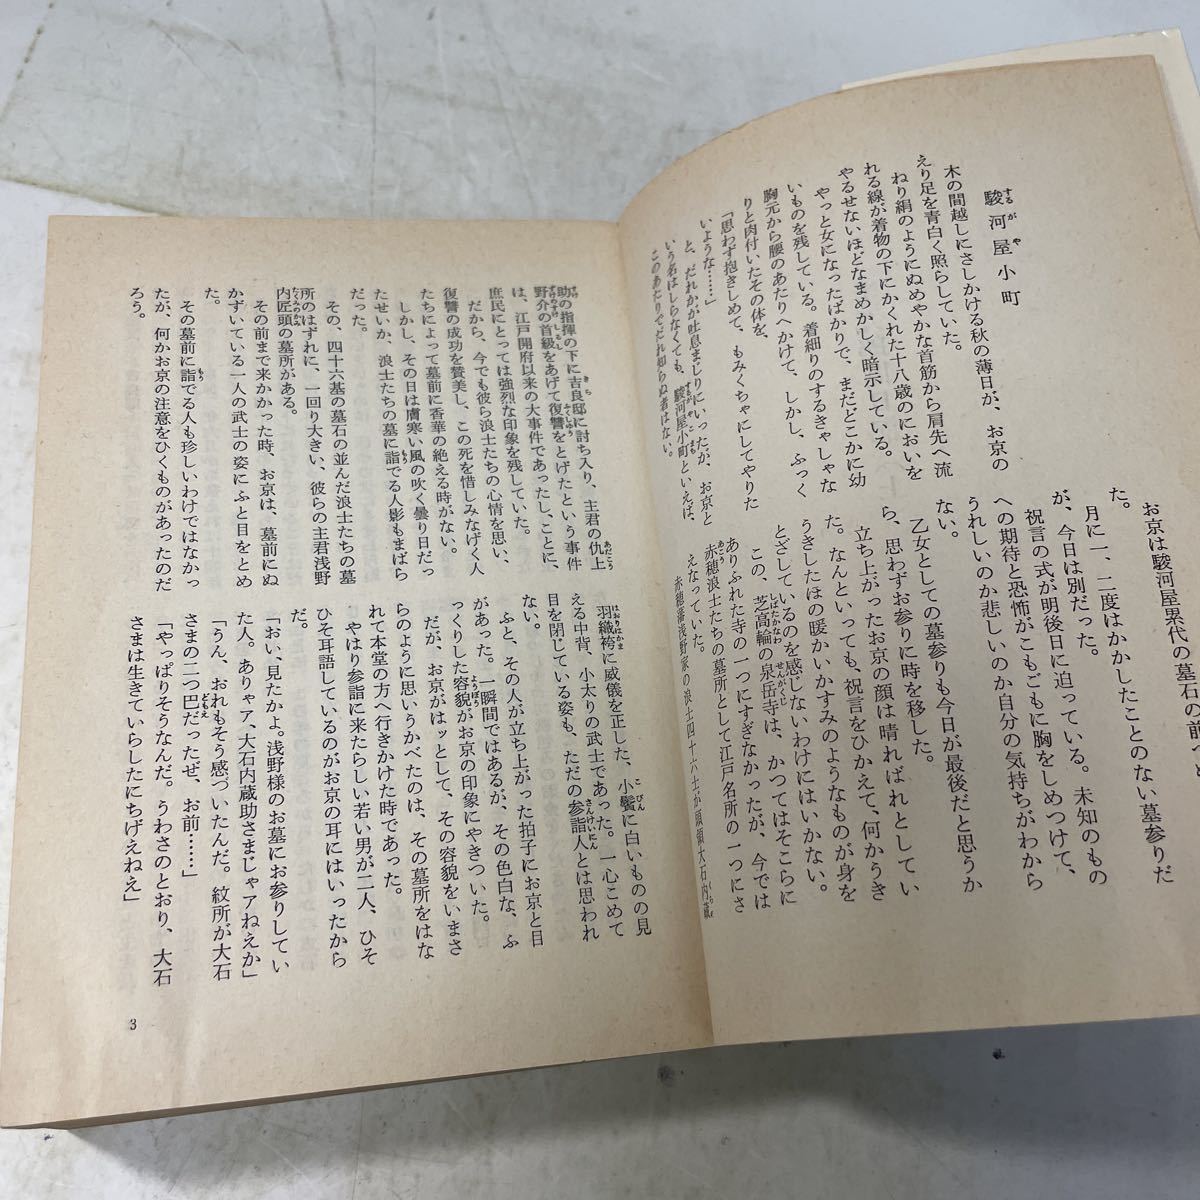 駿河屋小町
木の間越しにさしかける秋の薄日が、お京の
えり足を青白く照らしていた。
ねり絹のようにぬめやかな首筋から肩先へ流
れる線が着物の下にかくれた十八歳のにおいを
やるせないほどなまめかしく暗示している。
やっと女になったばかりで、まだどこかに幼
いものを残している。着細りのするきゃしゃな
胸元から腰のあたりへかけて、しかし、ふっく
りと肉付いたその体を、
「思わず抱きしめて、もみくちゃにしてやりた
いような……」
と、だれかが吐息まじりにいったが、お京と
いう名はしらなくても、駿河屋小町といえば、
このあたりでだれ知らぬ者はない。
お京は駿河屋累代の墓石の前
た。
月に一、二度はかかしたことのない墓参りだ
が、今日は別だった。
祝言の式が明後日に迫っている。未知のもの
への期待と恐怖がこもごもに胸をしめつけて、
うれしいのか悲しいのか自分の気持ちがわから
ない。
乙女としての墓参りも今日が最後だと思うか
ら、思わずお参りに時を移した。
立ち上がったお京の顔は晴ればれとしてい
た。なんといっても、祝言をひかえて、何かうき
うきしたほの暖かいかすみのようなものが身を
とざしているのを感じないわけにはいかない。
この、芝高輪の泉岳寺は、かつてはそこらに
ありふれた寺の一つにすぎなかったが、今では
赤穂浪士たちの墓所として江戸名所の一つにさ
えなっていた。
赤穂藩浅野家の浪士四十六士が頭領大石内蔵
助の指揮の下に吉良邸に討ち入り、主君の仇上
野介の首級をあげて復讐をとげたという事件
は、江戸開府以来の大事件であったし、ことに、
庶民にとっては強烈な印象を残していた。
だから、今でも彼ら浪士たちの心情を思い、
復讐の成功を賛美し、この死を惜しみなげく人
たちによって墓前に香華の絶える時がない。
しかし、その日は膚寒い風の吹く曇り日だっ
たせいか、浪士たちの墓に詣でる人影もまばら
だった。
その、四十六基の墓石の並んだ浪士たちの墓
所のはずれに、一回り大きい、彼らの主君浅野
内匠頭の墓所がある。
その前まで来かかった時、お京は、墓前にぬ
かずいている一人の武士の姿にふと目をとめ
た。
その墓前に詣でる人も珍しいわけではなかっ
たが、何かお京の注意をひくものがあったのだ
ろう。
羽織袴に威儀を正した、小鬢に白いものの見
える中背、小太りの武士であった。一心こめて
目を閉じている姿も、ただの参詣人とは思われ
ない。
ふと、その人が立ち上がった拍子にお京と目
があった。一瞬間ではあるが、その色白な、ふ
っくりした容貌がお京の印象にやきついた。
だが、お京がはッとして、その容貌をいまさ
らのように思いうかべたのは、その墓所をはな
れて本堂の方へ行きかけた時であった。
やはり参詣に来たらしい若い男が二人、ひそ
ひそ耳語しているのがお京の耳にはいったから
だ。
「おい、見たかよ。浅野様のお墓にお参りしてい
た人。ありゃア、大石内蔵助さまじゃアねえか」
「うん、おれもそう感づいたんだ。紋所が大石
さまの二つ巴だったぜ、お前……」
「やっぱりそうなんだ。うわさのとおり、大石
さまは生きていらしたにちげえねえ」
3